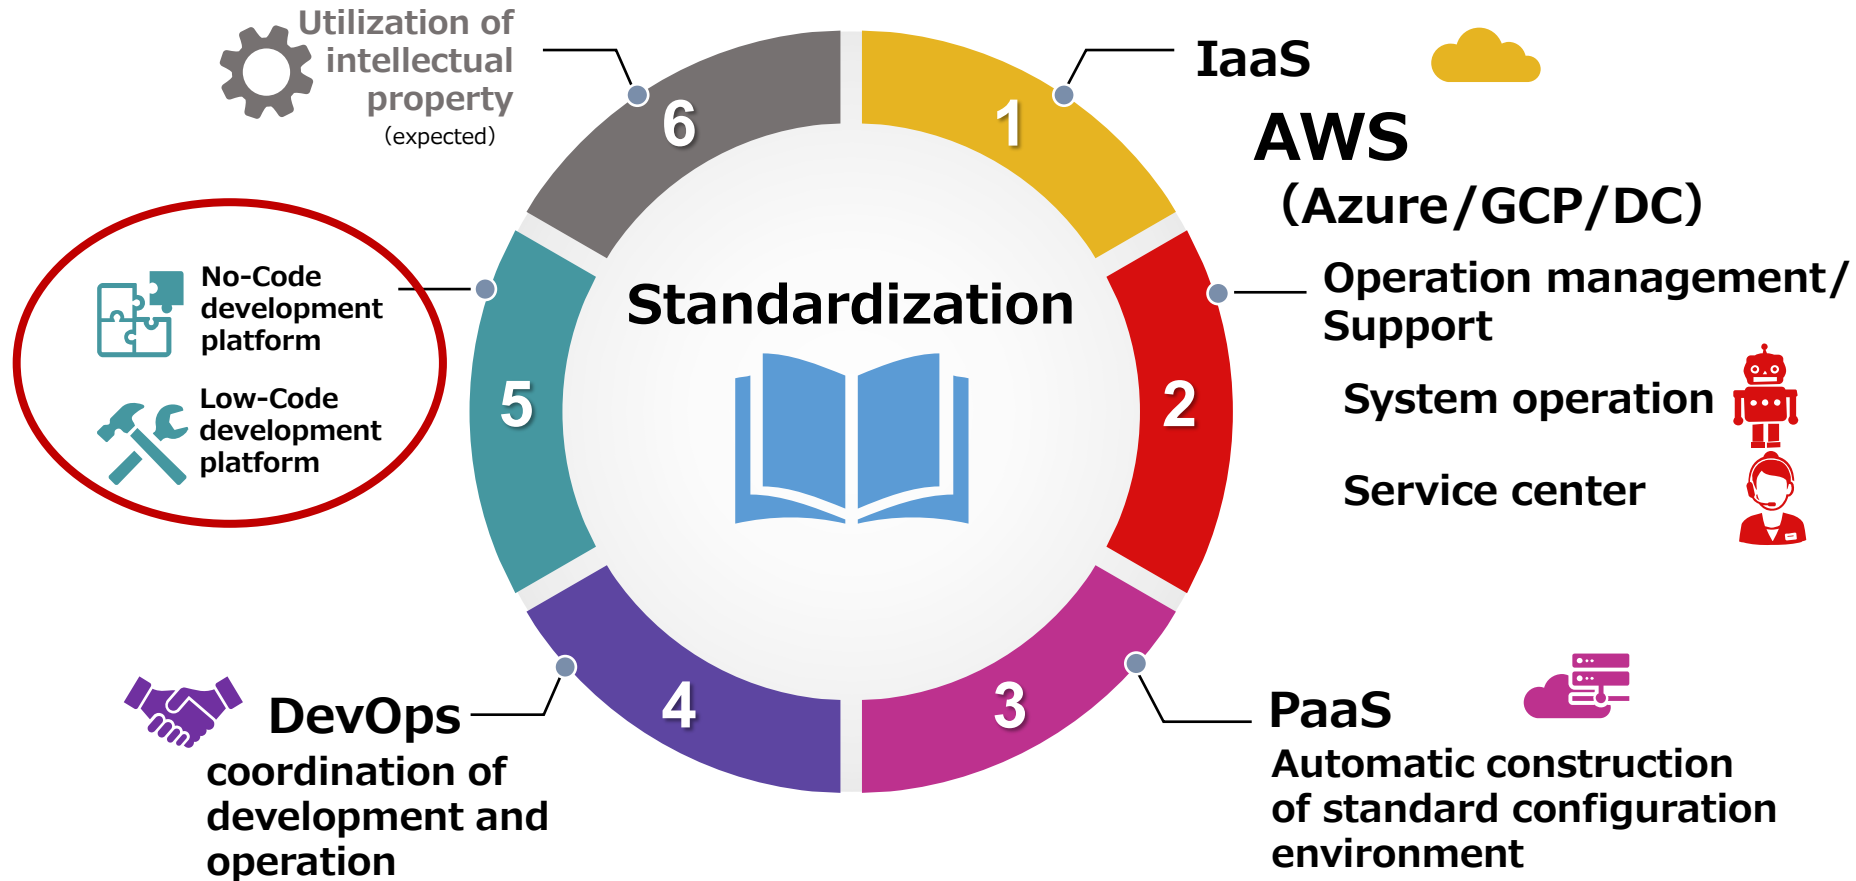 Utilization of
intellectual
property
（expected）
6
1
IaaS
AWS
（Azure/GCP/DC）
No-Code
development
platform
Low-Code
development
platform
5
Standardization
2
Operation management/
Support
System operation
Service center
DevOps
coordination of
development and
operation
4
3
PaaS
Automatic construction
of standard configuration
environment